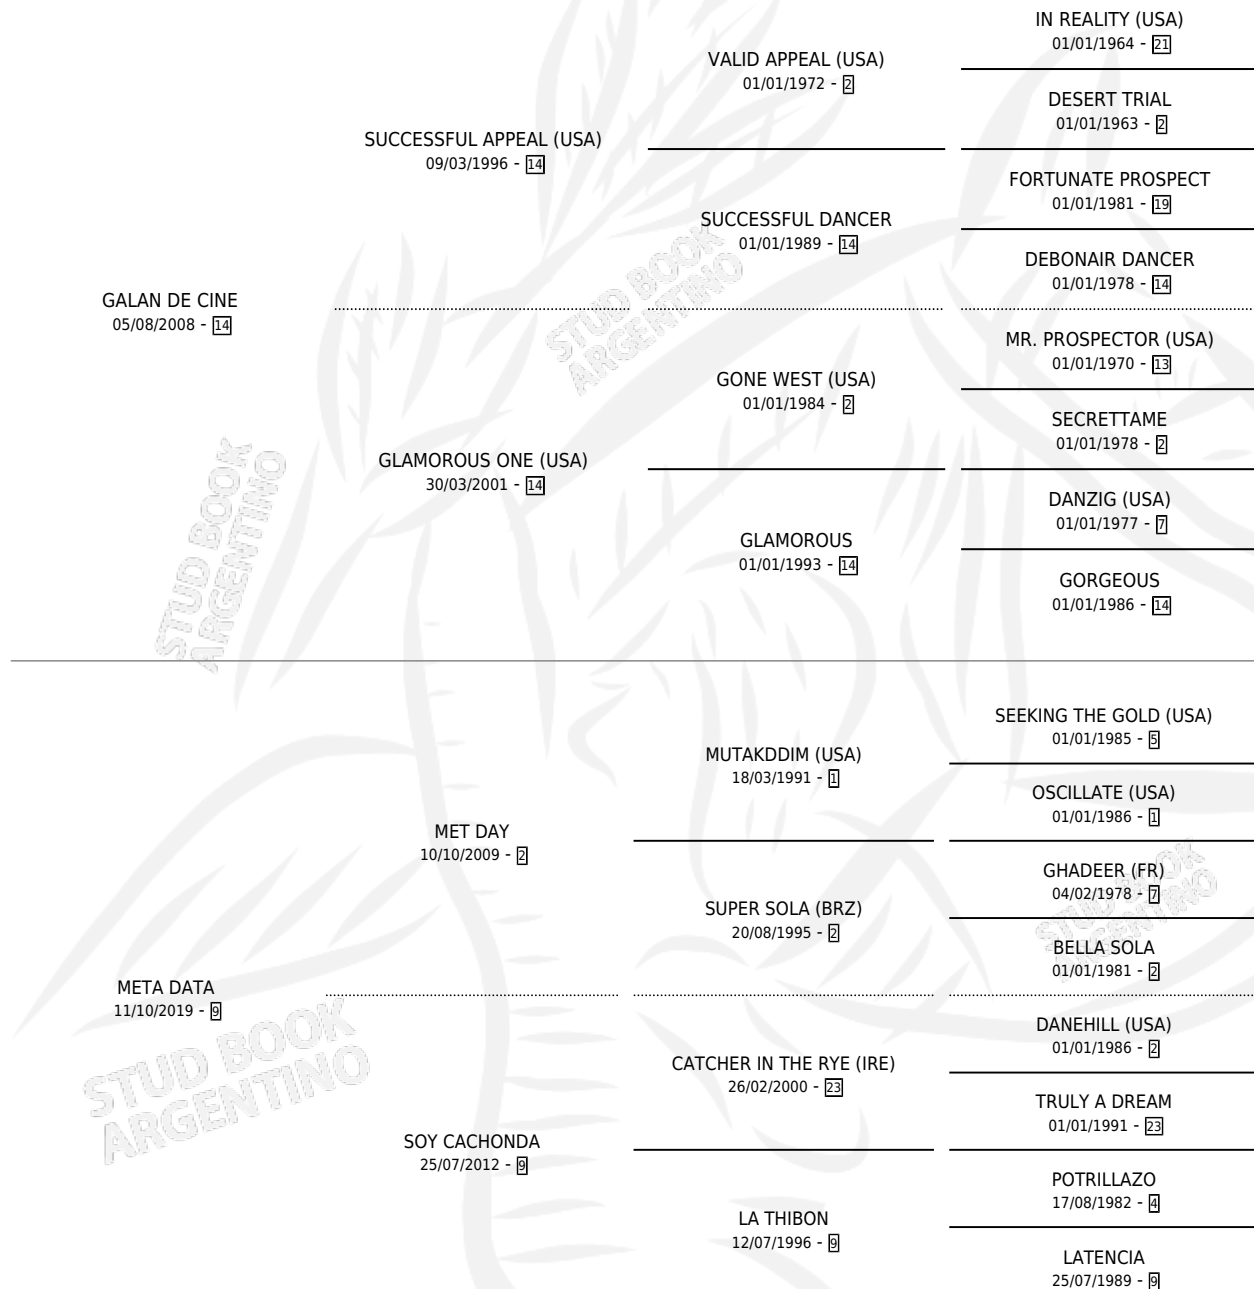 IN REALITY (USA)
01/01/1964 - 21
VALID APPEAL (USA)
01/01/1972 - 2
DESERT TRIAL
01/01/1963 - 2
SUCCESSFUL APPEAL (USA)
09/03/1996 - 14
FORTUNATE PROSPECT
01/01/1981 - 19
SUCCESSFUL DANCER
01/01/1989 - 14
DEBONAIR DANCER
01/01/1978 - 14
GALAN DE CINE
05/08/2008 - 14
STUD BOOK
ARGENTINO
MR. PROSPECTOR (USA)
01/01/1970 - 13
GONE WEST (USA)
01/01/1984 - 2
SECRETTAME
01/01/1978 - 2
GLAMOROUS ONE (USA)
30/03/2001 - 14
DANZIG (USA)
01/01/1977 - 7
GLAMOROUS
01/01/1993 - 14
GORGEOUS
01/01/1986 - 14
STUD BOOK
ARGENTINO
SEEKING THE GOLD (USA)
01/01/1985 - 5
MUTAKDDIM (USA)
18/03/1991 - 1
OSCILLATE (USA)
01/01/1986 - 1
MET DAY
10/10/2009 - 2
GHADEER (FR)
04/02/1978 - 7
SUPER SOLA (BRZ)
20/08/1995 - 2
BELLA SOLA
01/01/1981 - 2
STUD BOOK
ARGENTINO
META DATA
11/10/2019 - 9
DANEHILL (USA)
01/01/1986 - 2
CATCHER IN THE RYE (IRE)
26/02/2000 - 23
TRULY A DREAM
01/01/1991 - 23
STUD BOOK
ARGENTINO
SOY CACHONDA
25/07/2012 - 9
POTRILLAZO
17/08/1982 - 4
LA THIBON
12/07/1996 - 9
LATENCIA
25/07/1989 - 9